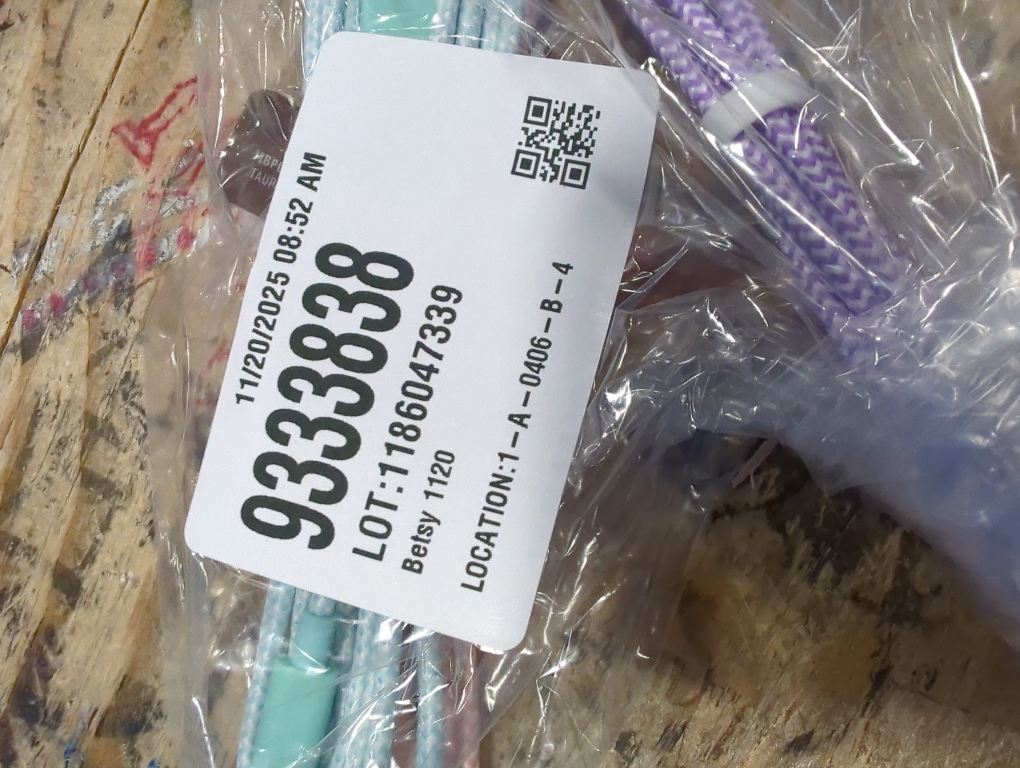 11/20/2025 08:52 AM
9333838
LOT:1186047339
Betsy 1120
LOCATION:1-A-0406-B-4